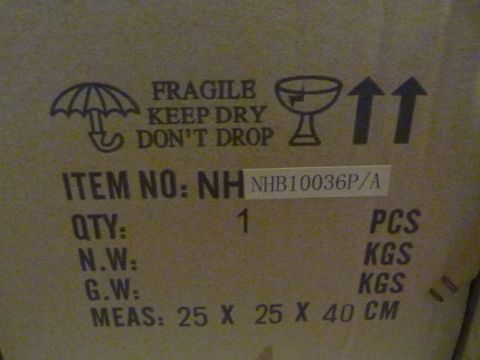 FRAGILE
KEEP DRY
DON'T DROP
ITEM NO: NH NHB10036P/A
QTY: 1 PCS
N.W: KGS
G.W: KGS
MEAS: 25 X 25 X 40 CM